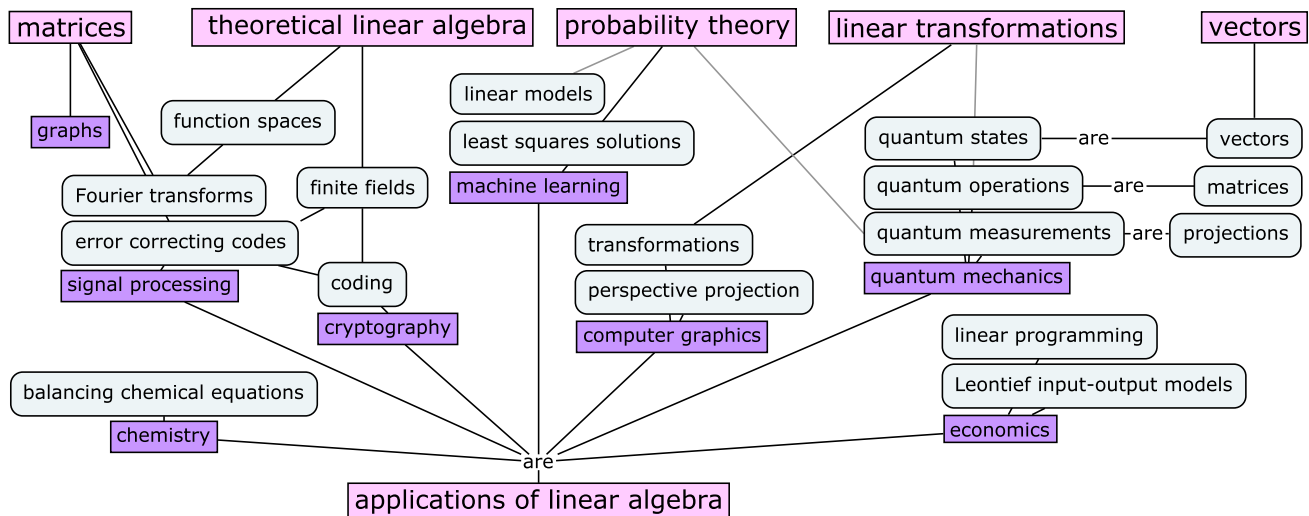 matrices
theoretical linear algebra
probability theory
linear transformations
vectors
linear models
function spaces
graphs
least squares solutions
quantum states
are
vectors
Fourier transforms
finite fields
machine learning
quantum operations
are
matrices
error correcting codes
transformations
quantum measurements
are
projections
signal processing
coding
perspective projection
quantum mechanics
cryptography
computer graphics
linear programming
balancing chemical equations
Leontief input-output models
chemistry
economics
are
applications of linear algebra